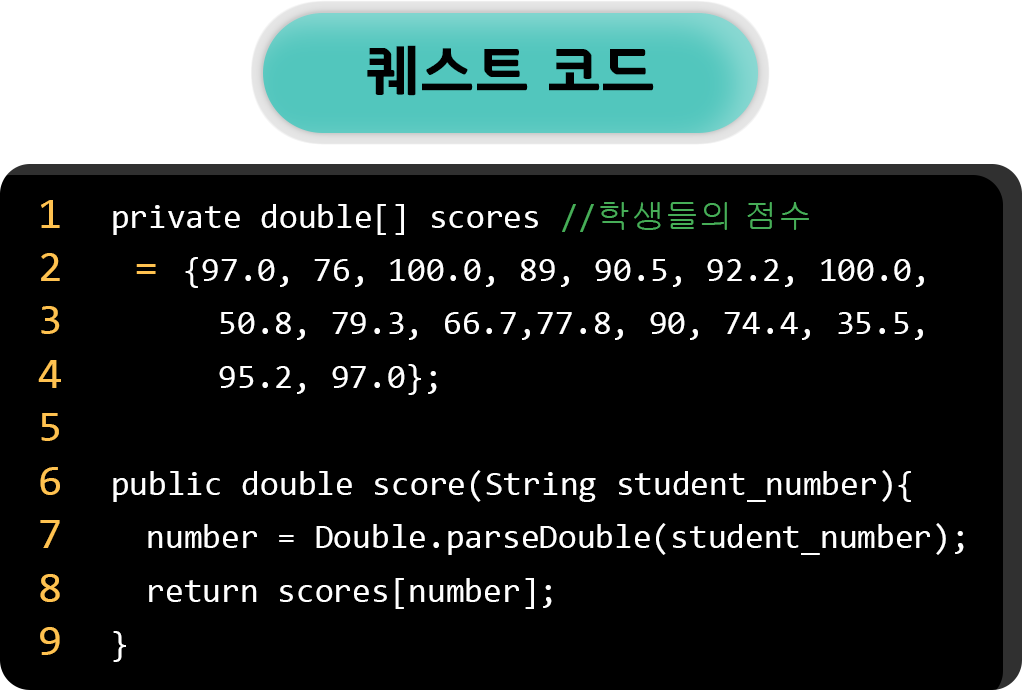 퀘스트 코드
1 private double[] scores //학생들의 점수
2 = {97.0, 76, 100.0, 89, 90.5, 92.2, 100.0,
3 50.8, 79.3, 66.7,77.8, 90, 74.4, 35.5,
4 95.2, 97.0};
5
6 public double score(String student_number){
7 number = Double.parseDouble(student_number);
8 return scores[number];
9 }